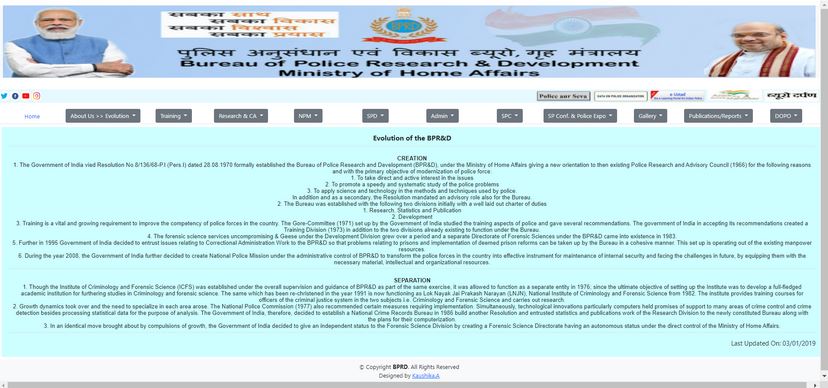 सबका साथ
सबका विकास
सबका विश्वास
सबका प्रयास
पुलिस अनुसंधान एवं विकास ब्यूरो, गृह मंत्रालय
Bureau of Police Research & Development
Ministry of Home Affairs
Police aur Seva
DATA ON POLICE ORGANIZATION
e-Ustad
ब्यूरो दर्पण
Home About Us >> Evolution Training Research & CA NPM SPD Admin SPC SP Conf. & Police Expo Gallery Publications/Reports DOPO
Evolution of the BPR&D
CREATION
1. The Government of India vied Resolution No.8/136/68-P.I (Pers.I) dated 28.08.1970 formally established the Bureau of Police Research and Development (BPR&D), under the Ministry of Home Affairs giving a new orientation to then existing Police Research and Advisory Council (1966) for the following reasons
and with the primary objective of modernization of police force:
1. To take direct and active interest in the issues
2. To promote a speedy and systematic study of the police problems
3. To apply science and technology in the methods and techniques used by police.
In addition and as a secondary, the Resolution mandated an advisory role also for the Bureau.
2. The Bureau was established with the following two divisions initially with a well laid out charter of duties
1. Research, Statistics and Publication
2. Development
3. Training is a vital and growing requirement to improve the competency of police forces in the country. The Gore-Committee (1971) set up by the Government of India studied the training aspects of police and gave several recommendations. The government of India in accepting its recommendations created a
Training Division (1973) in addition to the two divisions already existing to function under the Bureau.
4. The forensic science services uncompromising & Geese under the Development Division grew over a period and a separate Directorate of Forensic Sciences under the BPR&D came into existence in 1983.
5. Further in 1995 Government of India decided to entrust issues relating to Correctional Administration Work to the BPR&D so that problems relating to prisons and implementation of deemed prison reforms can be taken up by the Bureau in a cohesive manner. This set up is operating out of the existing manpower
resources.
6. During the year 2008, the Government of India further decided to create National Police Mission under the administrative control of BPR&D to transform the police forces in the country into effective instrument for maintenance of internal security and facing the challenges in future, by equipping them with the
necessary material, intellectual and organizational resources.
SEPARATION
1. Though the Institute of Criminology and Forensic Science (ICFS) was established under the overall supervision and guidance of BPR&D as part of the same exercise, it was allowed to function as a separate entity in 1976; since the ultimate objective of setting up the Institute was to develop a full-fledged
academic institution for furthering studies in Criminology and forensic science. The same which has been re-christened in the year 1991 is now functioning as Lok Nayak Jai Prakash Narayan (LNJN), National Institute of Criminology and Forensic Science from 1982. The institute provides training courses for
officers of the criminal justice system in the two subjects i.e. Criminology and Forensic Science and carries out research.
2. Growth dynamics took over and the need to specialize in each area arose. The National Police Commission (1977) also recommended certain measures requiring implementation. Simultaneously, technological innovations particularly computers held promises of support to many areas of crime control and crime
detection besides processing statistical data for the purpose of analysis. The Government of India, therefore, decided to establish a National Crime Records Bureau in 1986 build another Resolution and entrusted statistics and publications work of the Research Division to the newly constituted Bureau along with
the plans for their computerization.
3. In an identical move brought about by compulsions of growth, the Government of India decided to give an independent status to the Forensic Science Division by creating a Forensic Science Directorate having an autonomous status under the direct control of the Ministry of Home Affairs.
Last Updated On: 03/01/2019
© Copyright BPRD. All Rights Reserved
Designed by Kaushika.A